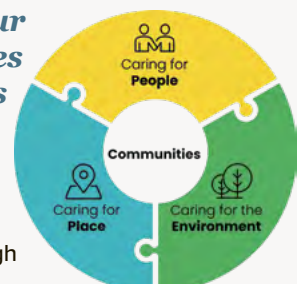 Caring for
People
Communities
Caring for
Place
Caring for the
Environment